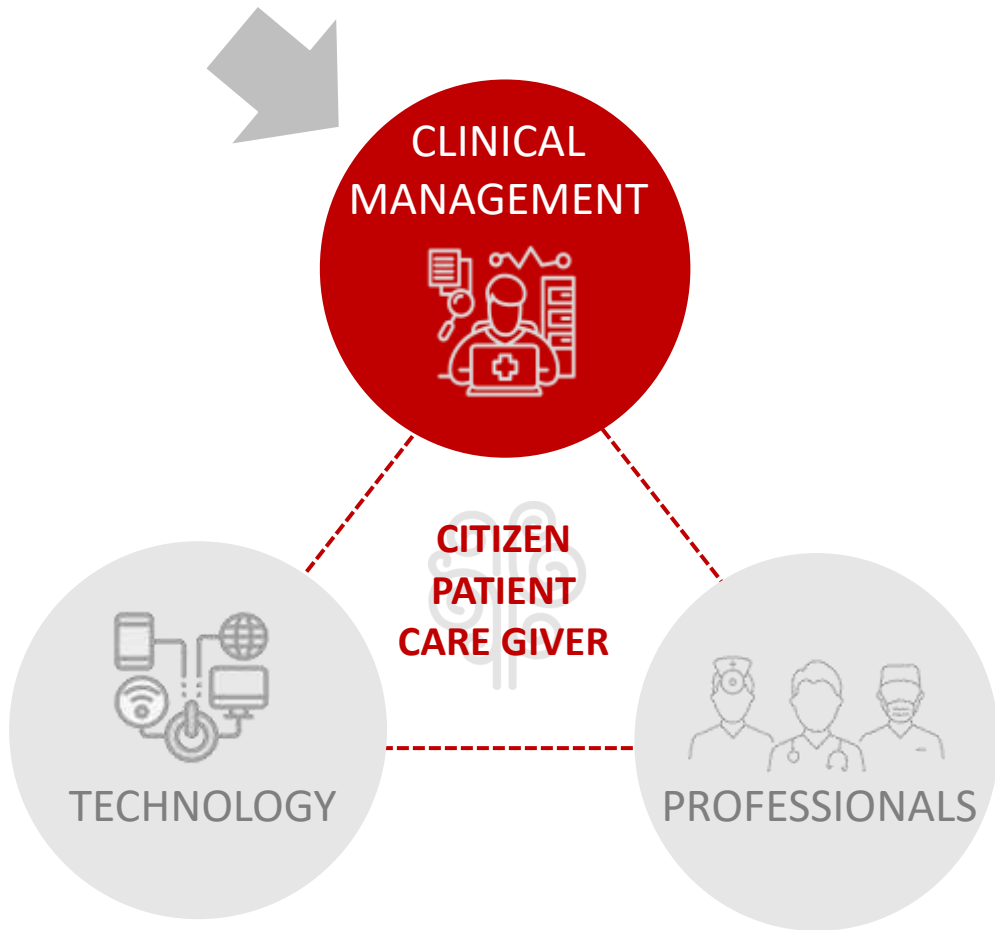 CLINICAL
MANAGEMENT
CITIZEN
PATIENT
CARE GIVER
TECHNOLOGY
PROFESSIONALS